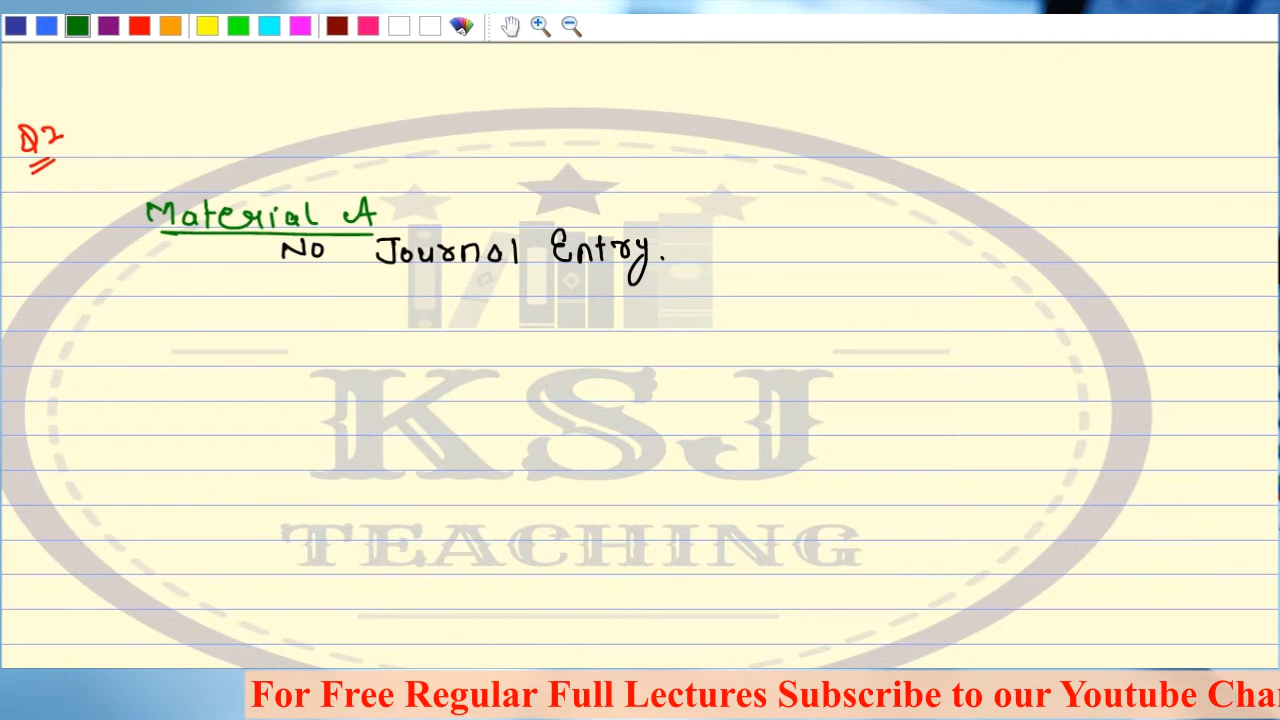 Q2
Material A
No Journal Entry.
KSJ
TEACHING
For Free Regular Full Lectures Subscribe to our Youtube Cha